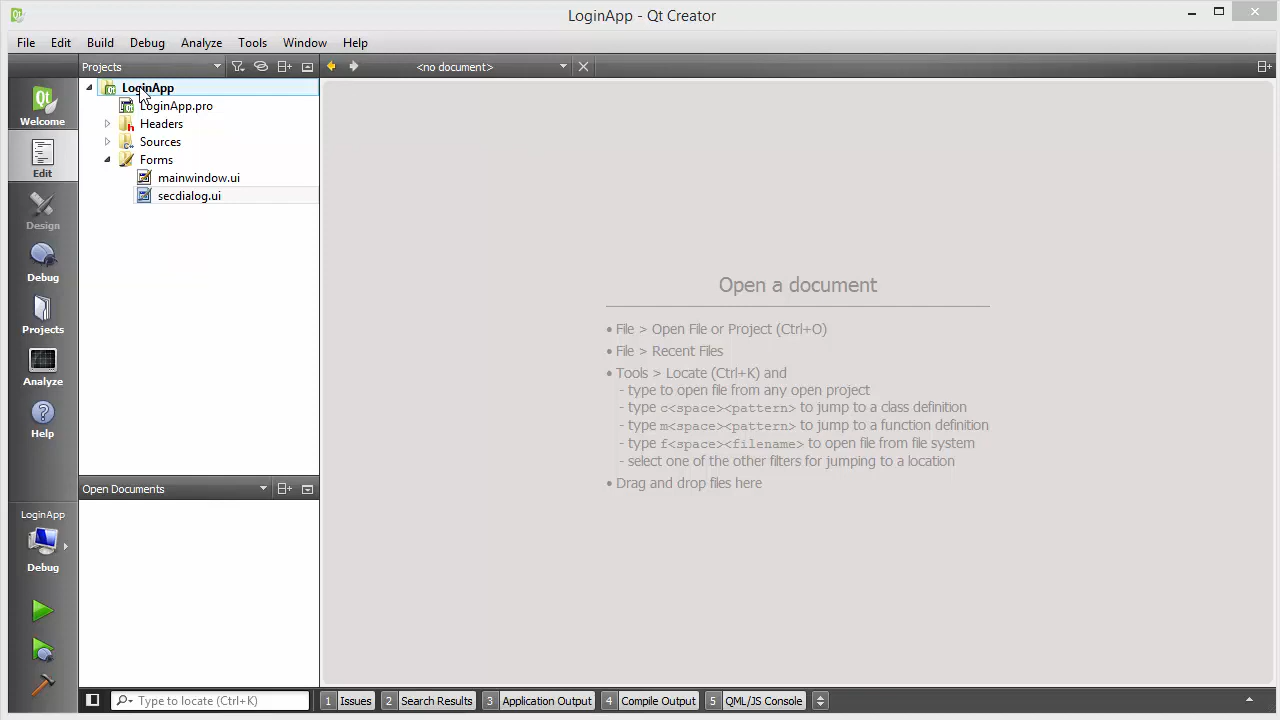 LoginApp - Qt Creator
File Edit Build Debug Analyze Tools Window Help
Projects
<no document>
LoginApp
LoginApp.pro
Headers
Sources
Forms
mainwindow.ui
secdialog.ui
Welcome
Edit
Design
Debug
Projects
Analyze
Help
Open a document
• File > Open File or Project (Ctrl+O)
• File > Recent Files
• Tools > Locate (Ctrl+K) and
- type to open file from any open project
- type c<space><pattern> to jump to a class definition
- type m<space><pattern> to jump to a function definition
- type f<space><filename> to open file from file system
- select one of the other filters for jumping to a location
• Drag and drop files here
Open Documents
LoginApp
Debug
Type to locate (Ctrl+K)
1 Issues 2 Search Results 3 Application Output 4 Compile Output 5 QML/JS Console